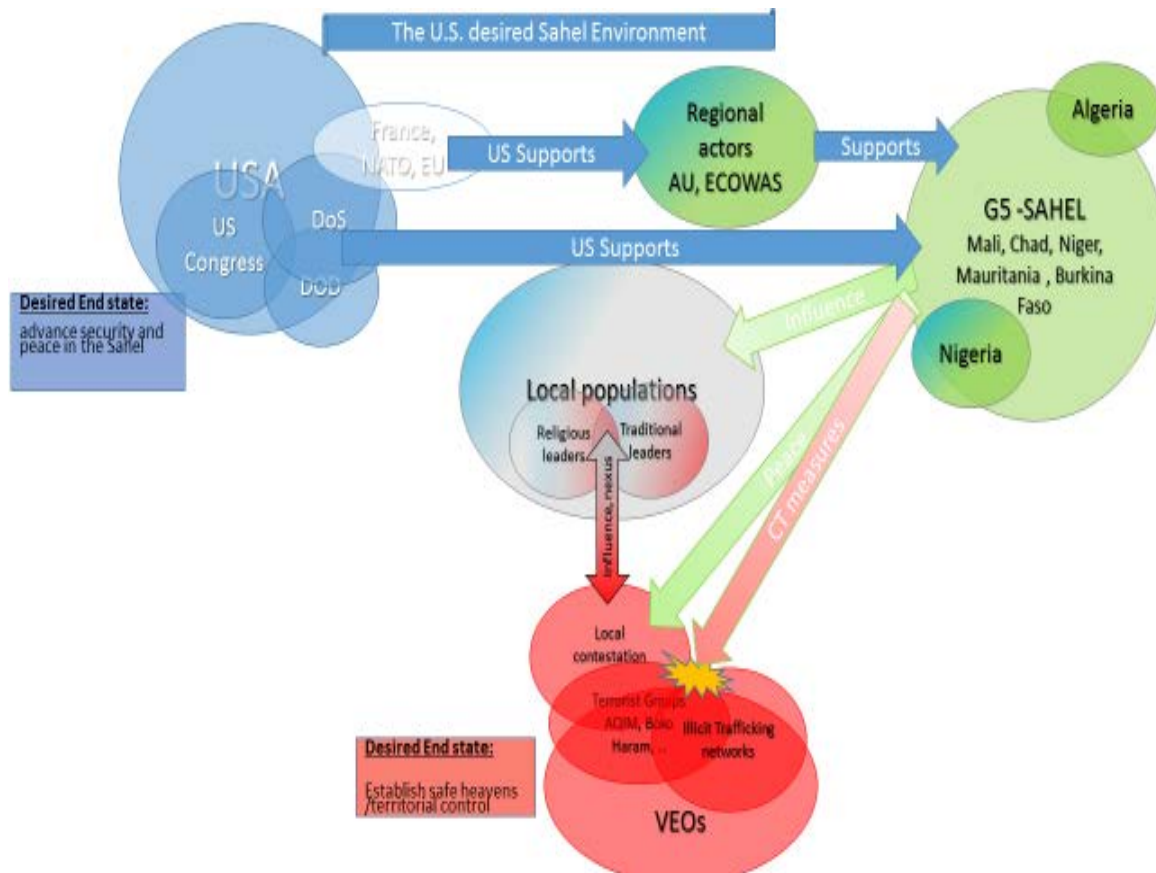 The U.S. desired Sahel Environment
USA
US
Congress
DoS
DOD
France,
NATO, EU
US Supports
Regional
actors
AU, ECOWAS
Supports
Algeria
G5 -SAHEL
Mali, Chad, Niger,
Mauritania , Burkina
Faso
Nigeria
US Supports
Desired End state:
advance security and
peace in the Sahel
Influence
Local populations
Religious
leaders
Traditional
leaders
Influence, nexus
Peace
CT measures
Local
contestation
Terrorist Groups
AQIM, Boko
Haram, ..
Illicit Trafficking
networks
VEOs
Desired End state:
Establish safe heavens
/territorial control